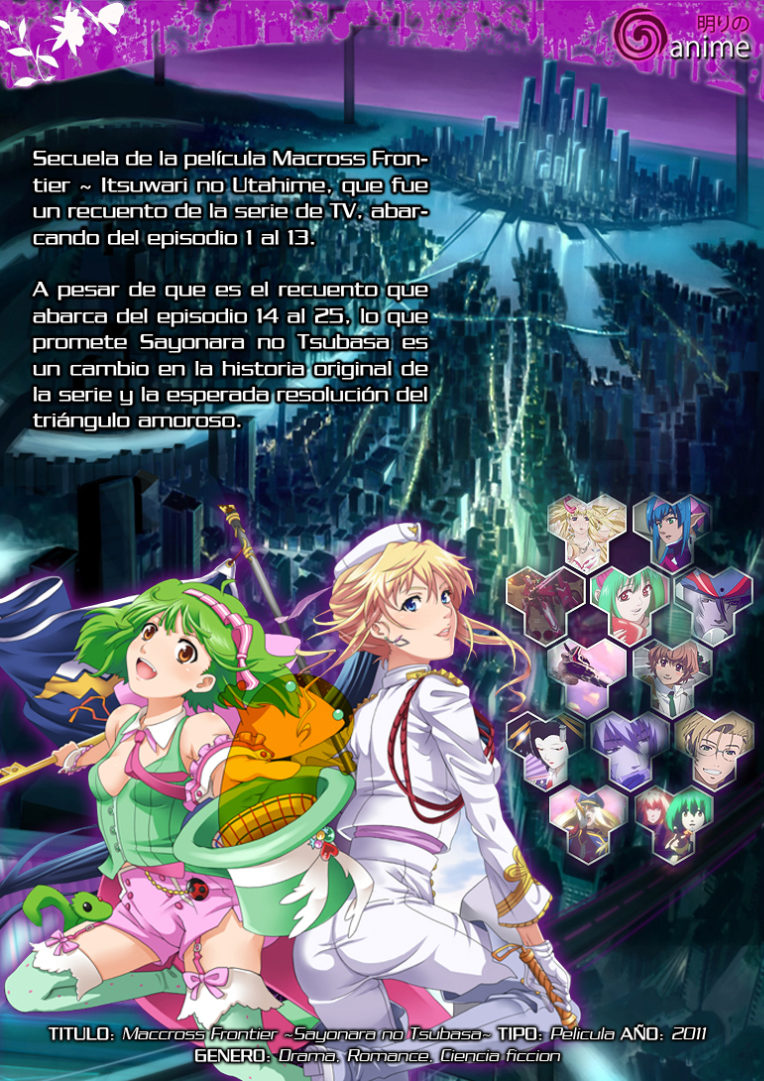 明りの
anime
Secuela de la película Macross Fron-
tier ~ Itsuwari no Utahime, que fue
un recuento de la serie de TV, abar-
cando del episodio 1 al 13.
A pesar de que es el recuento que
abarca del episodio 14 al 25, lo que
promete Sayonara no Tsubasa es
un cambio en la historia original de
la serie y la esperada resolución del
triángulo amoroso.
TITULO: Maccross Frontier ~Sayonara no Tsubasa~ TIPO: Pelicula AÑO: 2011
GENERO: Drama, Romance. Ciencia ficcion